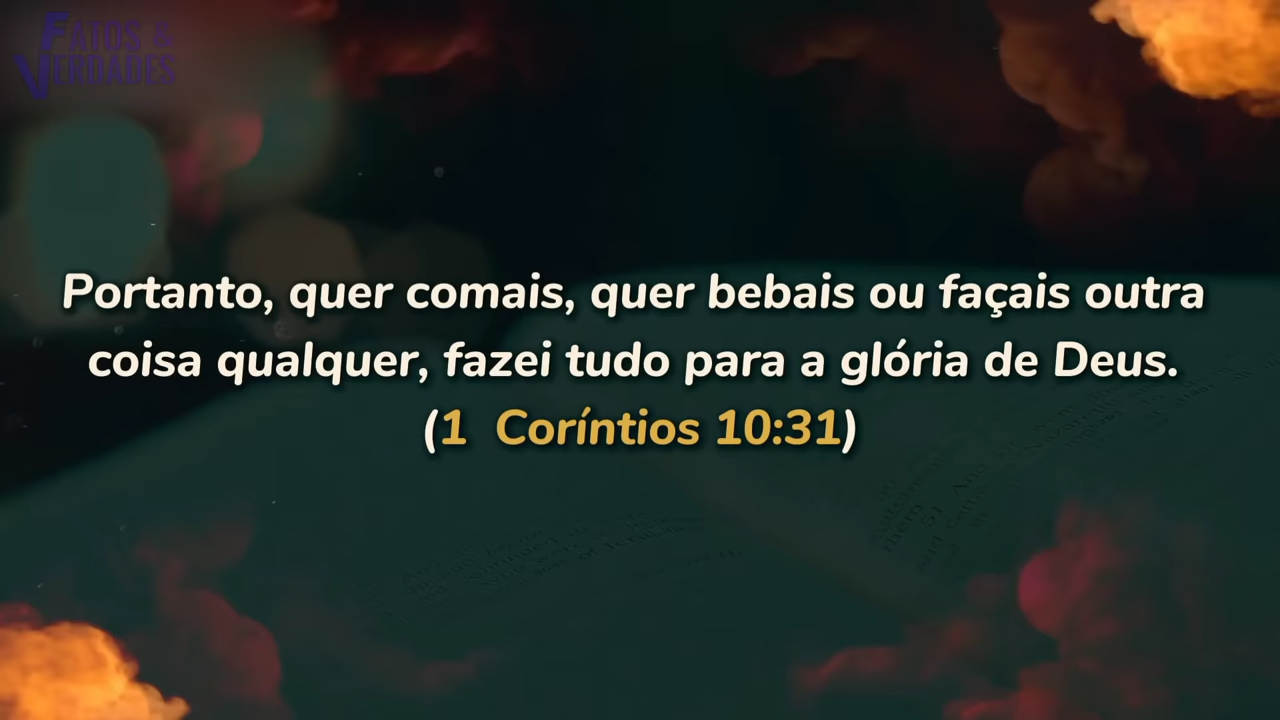 FATOS &
VERDADES
Portanto, quer comais, quer bebais ou façais outra
coisa qualquer, fazei tudo para a glória de Deus.
(1 Coríntios 10:31)